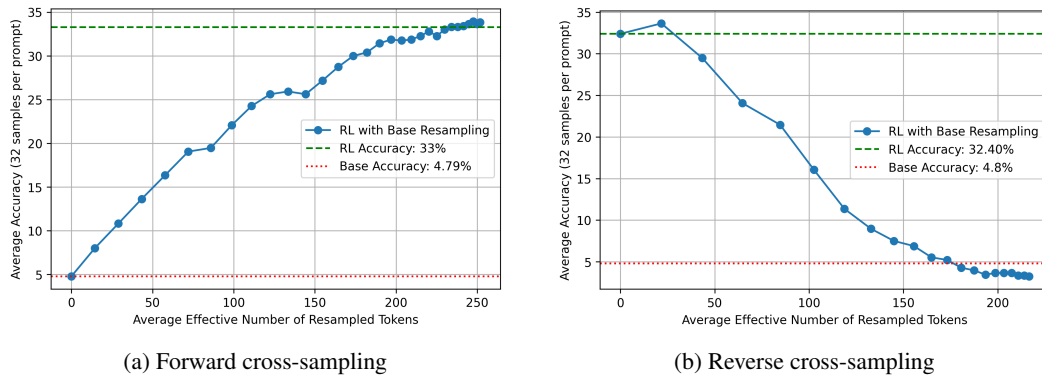 35
30
25
20
15
10
5
0
50
100
150
200
250
Average Accuracy (32 samples per prompt)
Average Effective Number of Resampled Tokens
RL with Base Resampling
RL Accuracy: 33%
Base Accuracy: 4.79%
(a) Forward cross-sampling
35
30
25
20
15
10
5
0
50
100
150
200
Average Accuracy (32 samples per prompt)
Average Effective Number of Resampled Tokens
RL with Base Resampling
RL Accuracy: 32.40%
Base Accuracy: 4.8%
(b) Reverse cross-sampling